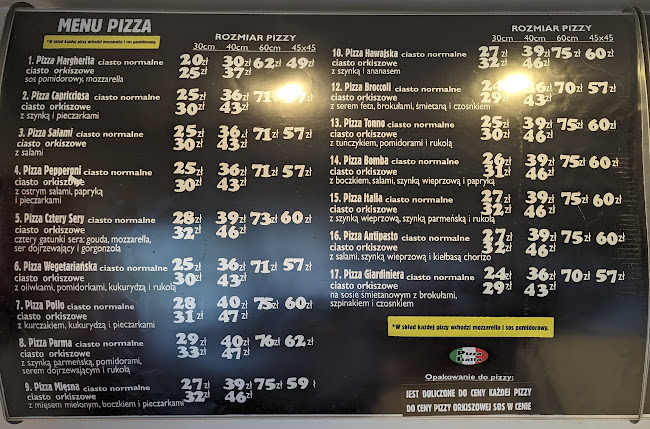 MENU PIZZA
*W skład każdej pizzy wchodzi mozzarella i sos pomidorowy.
ROZMIAR PIZZY
30cm 40cm 60cm 45x45
1. Pizza Margherita ciasto normalne 20zł 30zł 62zł 49zł
ciasto orkiszowe 25zł 37zł
sos pomidorowy, mozzarella
2. Pizza Capricciosa ciasto normalne 25zł 36zł 71zł 57zł
ciasto orkiszowe 30zł 43zł
z szynką i pieczarkami
3. Pizza Salami ciasto normalne 25zł 36zł 71zł 57zł
ciasto orkiszowe 30zł 43zł
z salami
4. Pizza Pepperoni ciasto normalne 25zł 36zł 71zł 57zł
ciasto orkiszowe 30zł 43zł
z ostrym salami, papryką
i pieczarkami
5. Pizza Cztery Sery ciasto normalne 28zł 39zł 73zł 60zł
ciasto orkiszowe 32zł 46zł
cztery gatunki sera: gouda, mozzarella,
ser dojrzewający i gorgonzola
6. Pizza Wegetariańska ciasto normalne 25zł 36zł 71zł 57zł
ciasto orkiszowe 30zł 43zł
z oliwkami, pomidorkami, kukurydzą i rukolą
7. Pizza Pollo ciasto normalne 28zł 40zł 75zł 60zł
ciasto orkiszowe 31zł 47zł
z kurczakiem, kukurydzą i pieczarkami
8. Pizza Parma ciasto normalne 29zł 40zł 76zł 62zł
ciasto orkiszowe 33zł 47zł
z szynką parmeńską, pomidorami,
serem dojrzewającym i rukolą
9. Pizza Mięsna ciasto normalne 27zł 39zł 75zł 59 ł
ciasto orkiszowe 32zł 46zł
z mięsem mielonym, boczkiem i pieczarkami
ROZMIAR PIZZY
30cm 40cm 60cm 45x45
10. Pizza Hawajska ciasto normalne 27zł 39zł 75zł 60zł
ciasto orkiszowe 32zł 46zł
z szynką i ananasem
12. Pizza Broccoli ciasto normalne 24zł 36zł 70zł 57zł
ciasto orkiszowe 29zł 43zł
z serem feta, brokułami, śmietaną i czosnkiem
13. Pizza Tonno ciasto normalne 25zł 39zł 75zł 60zł
ciasto orkiszowe 30zł 46zł
z tuńczykiem, pomidorami i rukolą
14. Pizza Bomba ciasto normalne 26zł 39zł 75zł 60zł
ciasto orkiszowe 31zł 46zł
z boczkiem, salami, szynką wieprzową i papryką
15. Pizza Italia ciasto normalne 27zł 39zł 75zł 60zł
ciasto orkiszowe 32zł 46zł
z szynką wieprzową, szynką parmeńską i rukolą
16. Pizza Antipasto ciasto normalne 27zł 39zł 75zł 60zł
ciasto orkiszowe 32zł 46zł
z salami, szynką wieprzową i kiełbasą chorizo
17. Pizza Giardiniera ciasto normalne 24zł 36zł 70zł 57zł
ciasto orkiszowe 29zł 43zł
na sosie śmietanowym z brokułami,
szpinakiem i czosnkiem
*W skład każdej pizzy wchodzi mozzarella i sos pomidorowy.
Pizza
Italia
Opakowanie do pizzy:
JEST DOLICZONE DO CENY KAŻDEJ PIZZY
DO CENY PIZZY ORKISZOWEJ SOS W CENIE